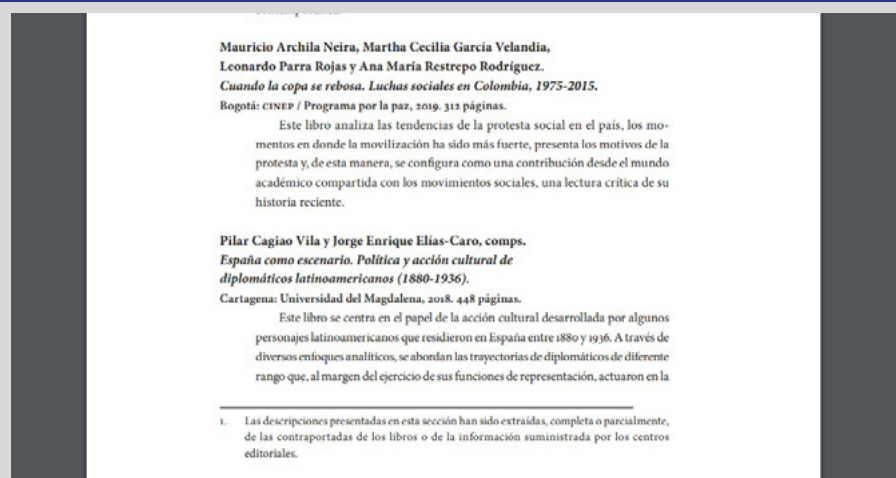 Mauricio Archila Neira, Martha Cecilia García Velandia,
Leonardo Parra Rojas y Ana María Restrepo Rodríguez.
Cuando la copa se rebosa. Luchas sociales en Colombia, 1975-2015.
Bogotá: CINEP / Programa por la paz, 2019. 312 páginas.
Este libro analiza las tendencias de la protesta social en el país, los mo-
mentos en donde la movilización ha sido más fuerte, presenta los motivos de la
protesta y, de esta manera, se configura como una contribución desde el mundo
académico compartida con los movimientos sociales, una lectura crítica de su
historia reciente.
Pilar Cagiao Vila y Jorge Enrique Elías-Caro, comps.
España como escenario. Política y acción cultural de
diplomáticos latinoamericanos (1880-1936).
Cartagena: Universidad del Magdalena, 2018. 448 páginas.
Este libro se centra en el papel de la acción cultural desarrollada por algunos
personajes latinoamericanos que residieron en España entre 1880 y 1936. A través de
diversos enfoques analíticos, se abordan las trayectorias de diplomáticos de diferente
rango que, al margen del ejercicio de sus funciones de representación, actuaron en la
1. Las descripciones presentadas en esta sección han sido extraídas, completa o parcialmente,
de las contraportadas de los libros o de la información suministrada por los centros
editoriales.